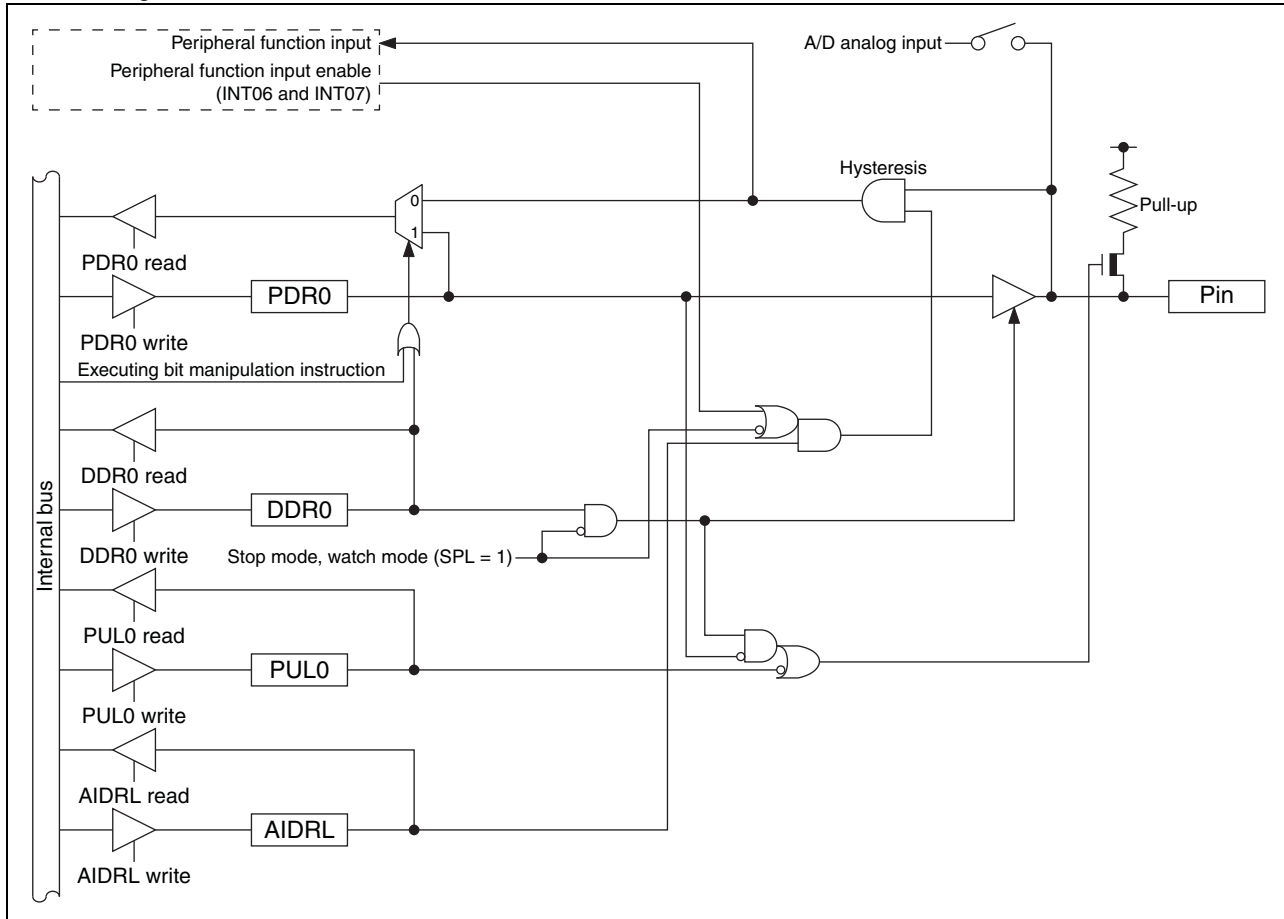 Peripheral function input
A/D analog input
Peripheral function input enable
(INT06 and INT07)
Hysteresis
0
Pull-up
1
PDR0 read
PDR0
Pin
PDR0 write
Executing bit manipulation instruction
DDR0 read
DDR0
Stop mode, watch mode (SPL = 1)
DDR0 write
Internal bus
PUL0 read
PUL0
PUL0 write
AIDRL read
AIDRL
AIDRL write